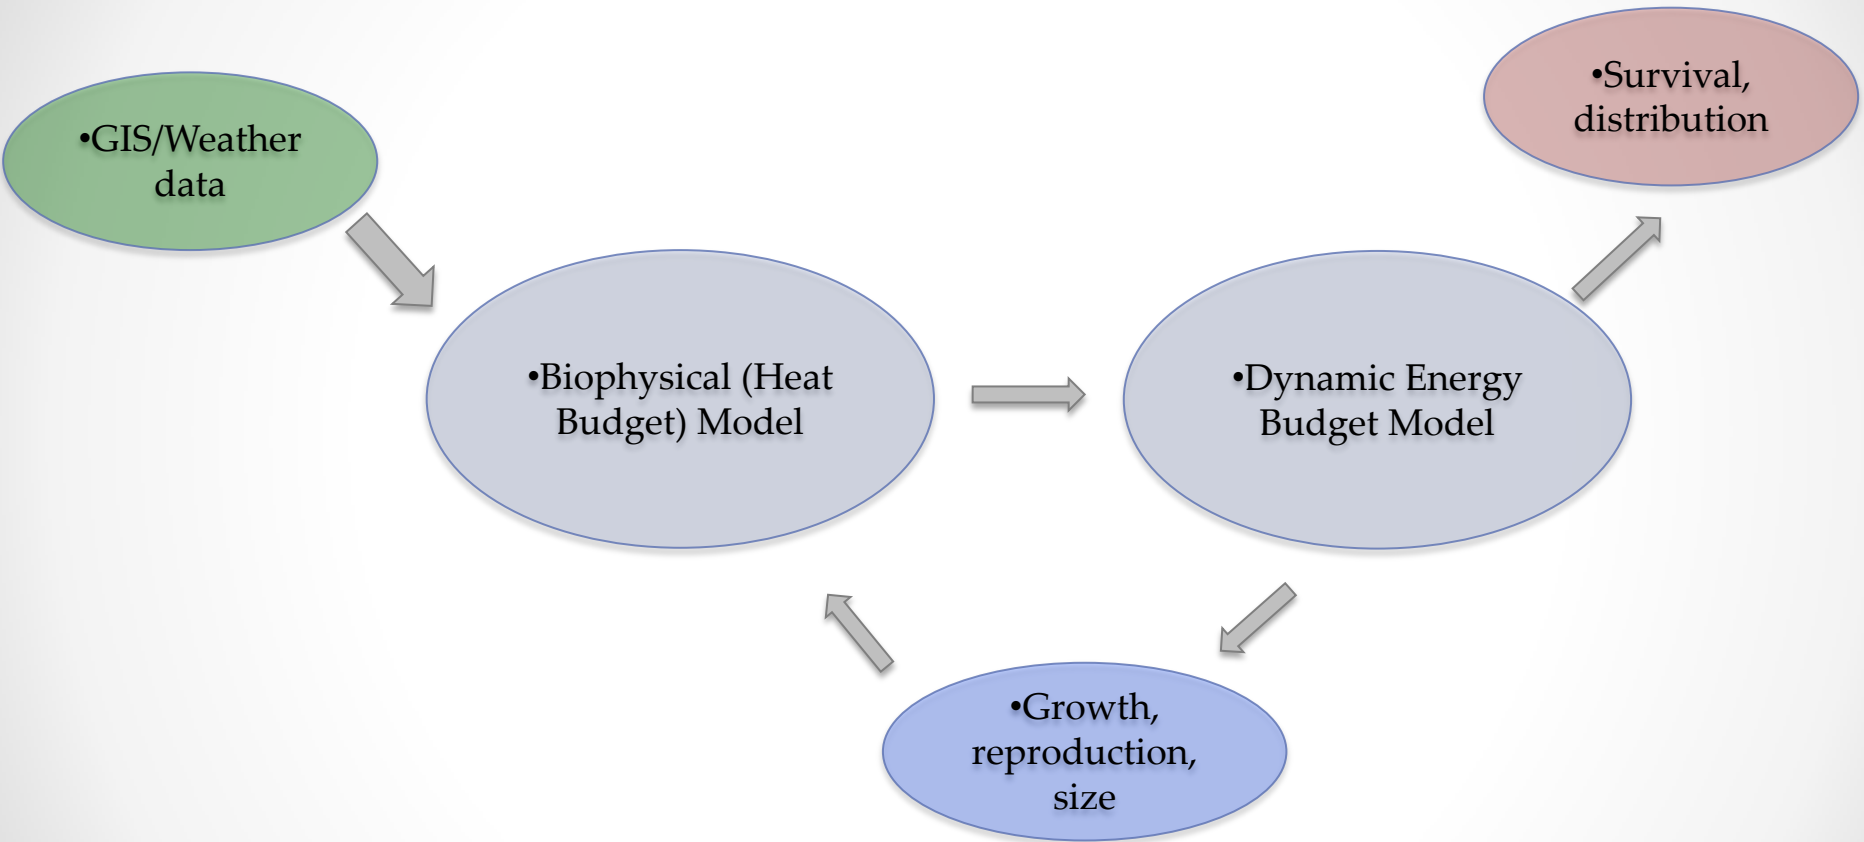 •GIS/Weather
data
•Biophysical (Heat
Budget) Model
•Dynamic Energy
Budget Model
•Survival,
distribution
•Growth,
reproduction,
size